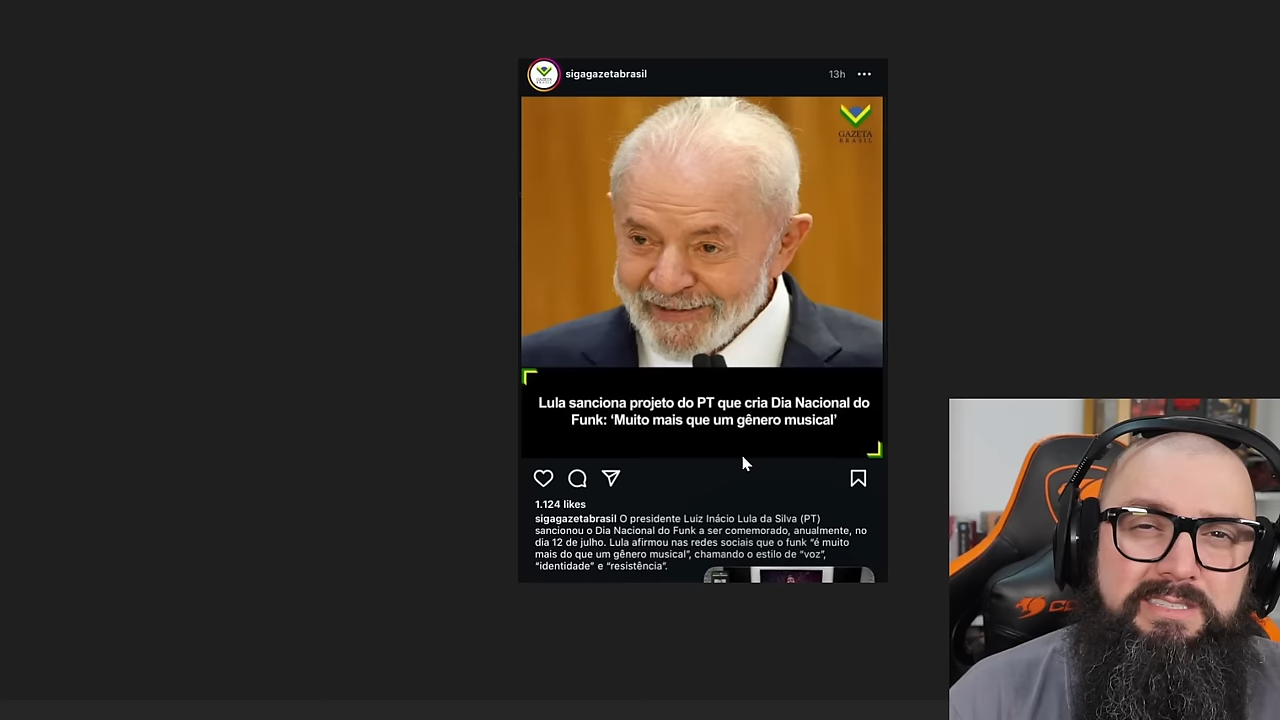 sigagazetabrasil
13h
GAZETA
BRASIL
Lula sanciona projeto do PT que cria Dia Nacional do
Funk: ‘Muito mais que um gênero musical’
1.124 likes
sigagazetabrasil O presidente Luiz Inácio Lula da Silva (PT)
sancionou o Dia Nacional do Funk a ser comemorado, anualmente, no
dia 12 de julho. Lula afirmou nas redes sociais que o funk “é muito
mais do que um gênero musical”, chamando o estilo de “voz”,
“identidade” e “resistência”.